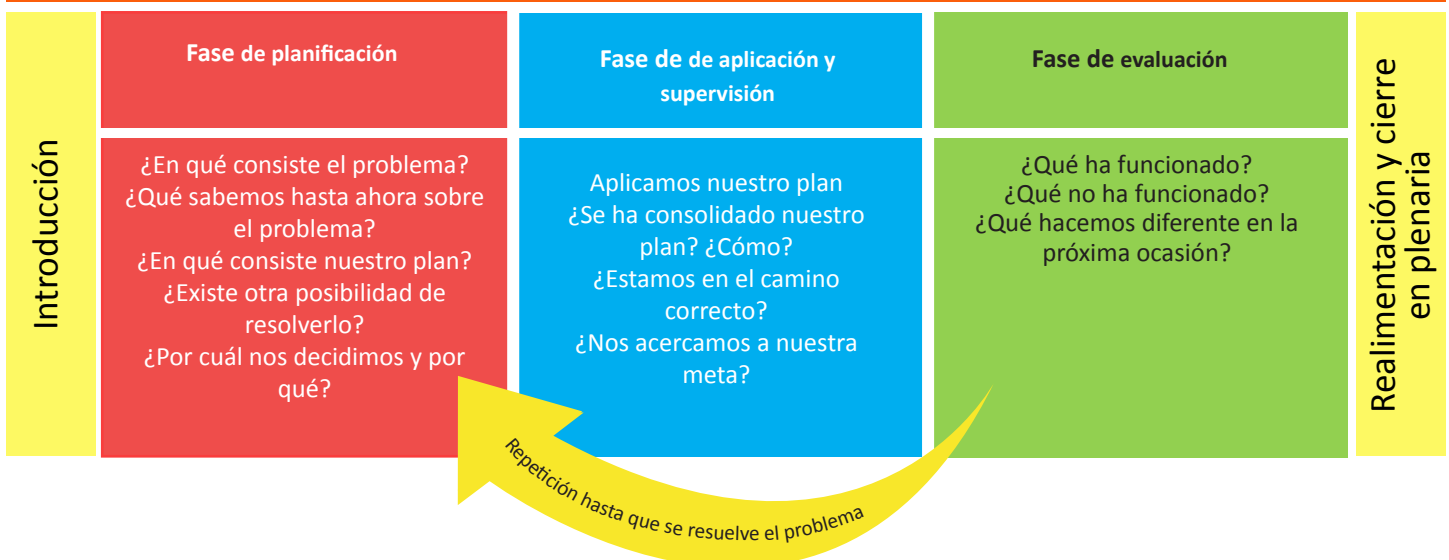 Introducción
Fase de planificación
¿En qué consiste el problema?
¿Qué sabemos hasta ahora sobre
el problema?
¿En qué consiste nuestro plan?
¿Existe otra posibilidad de
resolverlo?
¿Por cuál nos decidimos y por
qué?
Fase de de aplicación y
supervisión
Aplicamos nuestro plan
¿Se ha consolidado nuestro
plan? ¿Cómo?
¿Estamos en el camino
correcto?
¿Nos acercamos a nuestra
meta?
Fase de evaluación
¿Qué ha funcionado?
¿Qué no ha funcionado?
¿Qué hacemos diferente en la
próxima ocasión?
Realimentación y cierre
en plenaria
Repetición hasta que se resuelve el problema